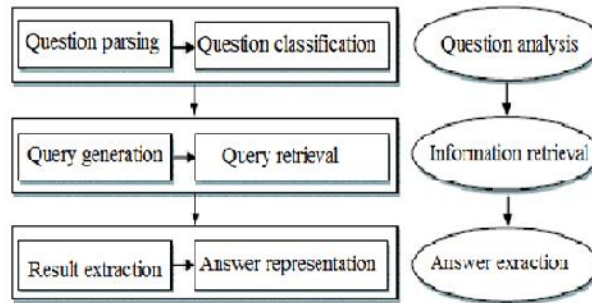 Question parsing
Question classification
Question analysis
Query generation
Query retrieval
Information retrieval
Result extraction
Answer representation
Answer exraction